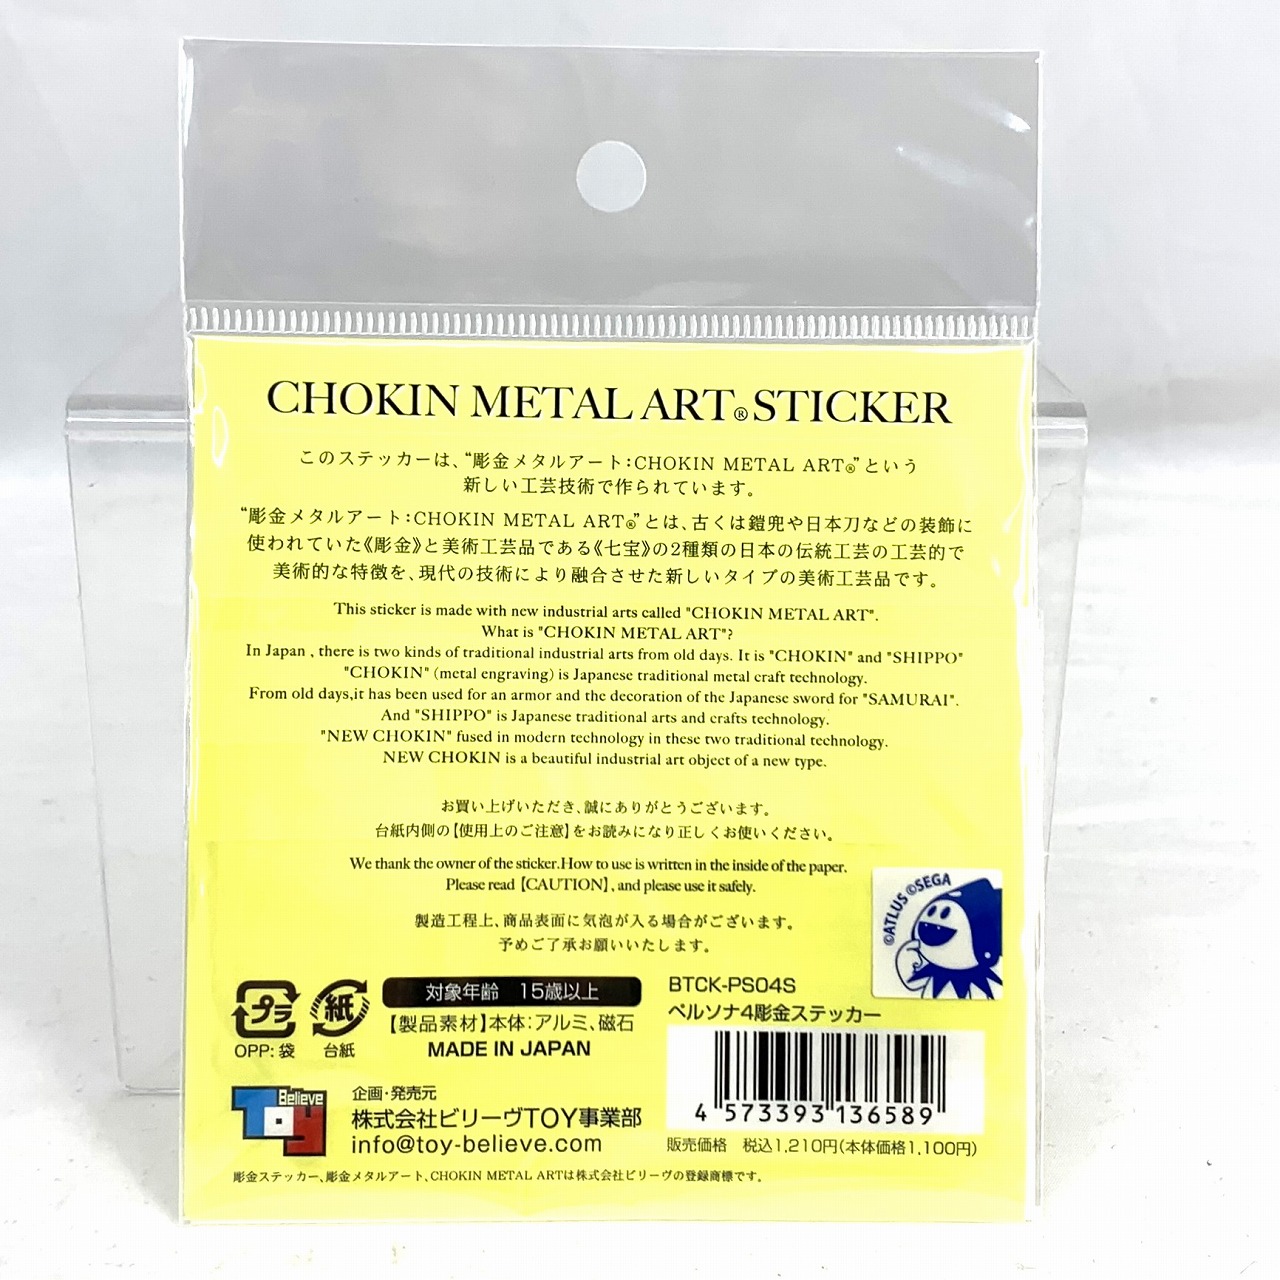 CHOKIN METAL ART®STICKER
このステッカーは、“彫金メタルアート：CHOKIN METAL ART®”という
新しい工芸技術で作られています。
“彫金メタルアート：CHOKIN METAL ART®”とは、古くは鎧兜や日本刀などの装飾に
使われていた《彫金》と美術工芸品である《七宝》の2種類の日本の伝統工芸の工芸的で
美術的な特徴を、現代の技術により融合させた新しいタイプの美術工芸品です。
This sticker is made with new industrial arts called "CHOKIN METAL ART".
What is "CHOKIN METAL ART"?
In Japan , there is two kinds of traditional industrial arts from old days. It is "CHOKIN" and "SHIPPO"
"CHOKIN" (metal engraving) is Japanese traditional metal craft technology.
From old days,it has been used for an armor and the decoration of the Japanese sword for "SAMURAI".
And "SHIPPO" is Japanese traditional arts and crafts technology.
"NEW CHOKIN" fused in modern technology in these two traditional technology.
NEW CHOKIN is a beautiful industrial art object of a new type.
お買い上げいただき、誠にありがとうございます。
台紙内側の【使用上のご注意】をお読みになり正しくお使いください。
We thank the owner of the sticker.How to use is written in the inside of the paper.
Please read【CAUTION】, and please use it safely.
製造工程上、商品表面に気泡が入る場合がございます。
予めご了承お願いいたします。
©ATLUS ©SEGA
プラ
OPP：袋
紙
台紙
対象年齢 15歳以上
【製品素材】本体：アルミ、磁石
MADE IN JAPAN
BTCK-PS04S
ペルソナ4彫金ステッカー
4 573393 136589
販売価格 税込1,210円（本体価格1,100円）
Believe
TOY
企画・発売元
株式会社ビリーヴTOY事業部
info@toy-believe.com
彫金ステッカー、彫金メタルアート、CHOKIN METAL ARTは株式会社ビリーヴの登録商標です。